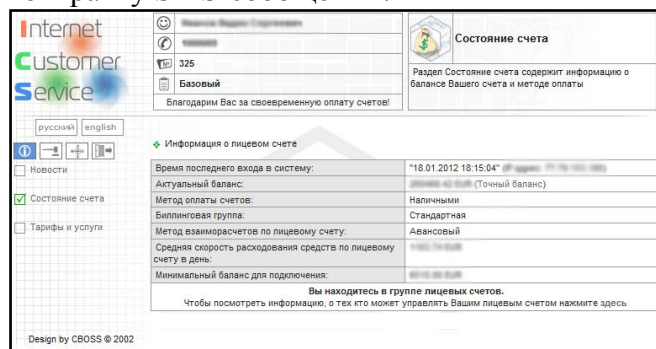 Internet
Customer
Service
325
Базовый
Благодарим Вас за своевременную оплату счетов!
Состояние счета
Раздел Состояние счета содержит информацию о
балансе Вашего счета и методе оплаты
русский english
Новости
Состояние счета
Тарифы и услуги
Информация о лицевом счете
Время последнего входа в систему: "18.01.2012 18:15:04"
Актуальный баланс: (Точный баланс)
Метод оплаты счетов: Наличными
Биллинговая группа: Стандартная
Метод взаиморасчетов по лицевому счету: Авансовый
Средняя скорость расходования средств по лицевому
счету в день:
Минимальный баланс для подключения:
Вы находитесь в группе лицевых счетов.
Чтобы посмотреть информацию, о тех кто может управлять Вашим лицевым счетом нажмите здесь
Design by CBOSS © 2002